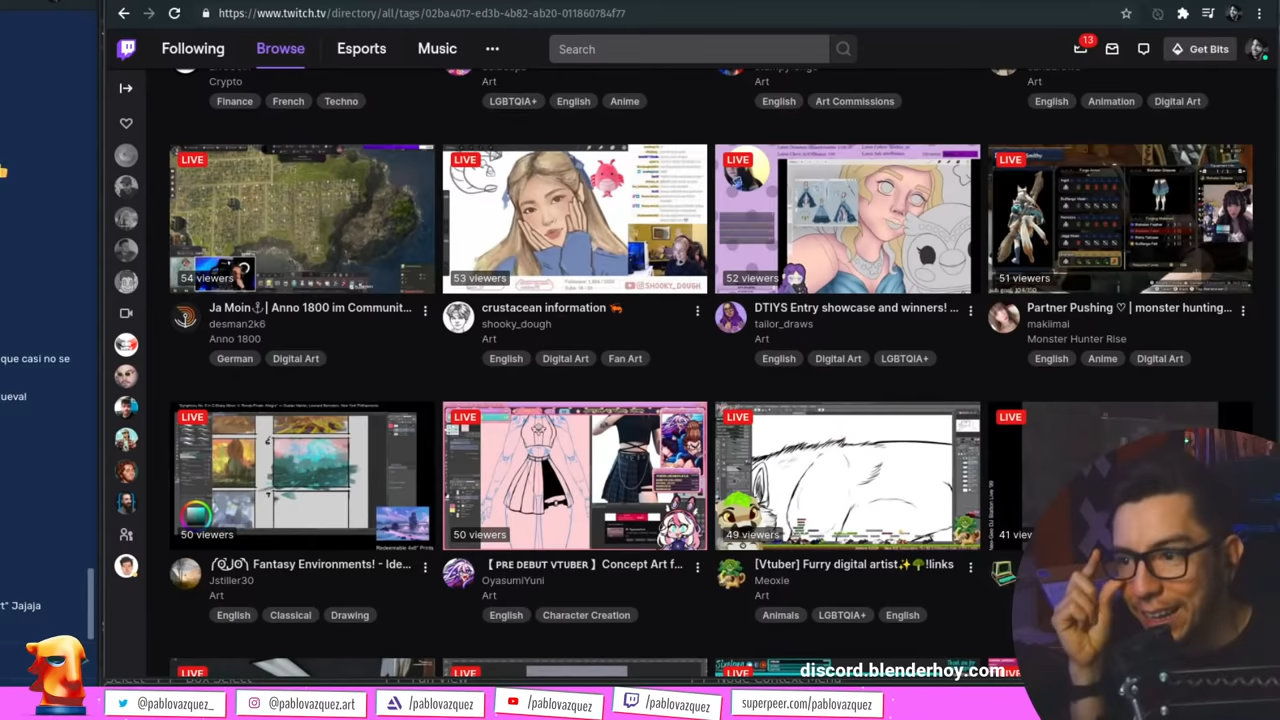 https://www.twitch.tv/directory/all/tags/02ba4017-ed3b-482-ab20-011860784f77
Following
Browse
Esports
Music
Search
13
Get Bits
Crypto
Finance French Techno
Art
LGBTQIA+ English Anime
Art
English Art Commissions
Art
English Animation Digital Art
LIVE
54 viewers
Ja Moin⚓| Anno 1800 im Communit...
desman2k6
Anno 1800
German Digital Art
LIVE
SHOOKY_DOUGH
53 viewers
crustacean information 🦐
shooky_dough
Art
English Digital Art Fan Art
LIVE
52 viewers
DTIYS Entry showcase and winners! ...
tailor_draws
Art
English Digital Art LGBTQIA+
LIVE
51 viewers
Partner Pushing ♡ | monster hunting...
makiimai
Monster Hunter Rise
English Anime Digital Art
que casi no se
ueval
t" Jajaja
LIVE
50 viewers
Fantasy Environments! - Ide...
Jstiller30
Art
English Classical Drawing
LIVE
50 viewers
【 PRE DEBUT VTUBER 】Concept Art f...
OyasumiYuni
Art
English Character Creation
LIVE
49 viewers
[Vtuber] Furry digital artist✨🌳!links
Meoxie
Art
Animals LGBTQIA+ English
LIVE
41 view
LIVE
LIVE
LIVE
discord.blenderhoy.com
@pablovazquez_
@pablovazquez.art
/pablovazquez
/pablovazquez
/pablovazquez
superpeer.com/pablovazquez